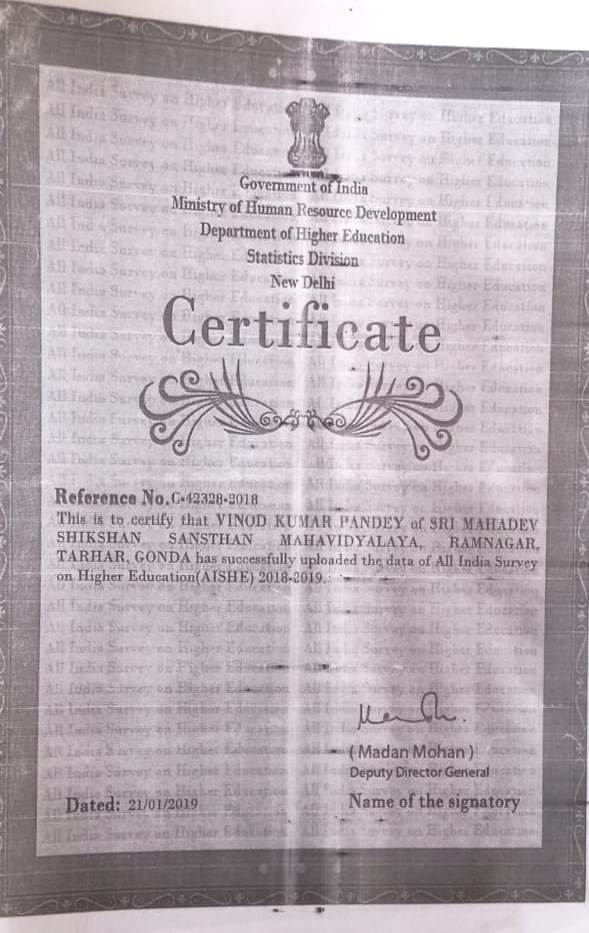 Government of India
Ministry of Human Resource Development
Department of Higher Education
Statistics Division
New Delhi
Certificate
Reference No. C-42328-2018
This is to certify that VINOD KUMAR PANDEY of SRI MAHADEV
SHIKSHAN SANSTHAN MAHAVIDYALAYA, RAMNAGAR,
TARHAR, GONDA has successfully uploaded the data of All India Survey
on Higher Education(AISHE) 2018-2019.
( Madan Mohan )
Deputy Director General
Dated: 21/01/2019
Name of the signatory